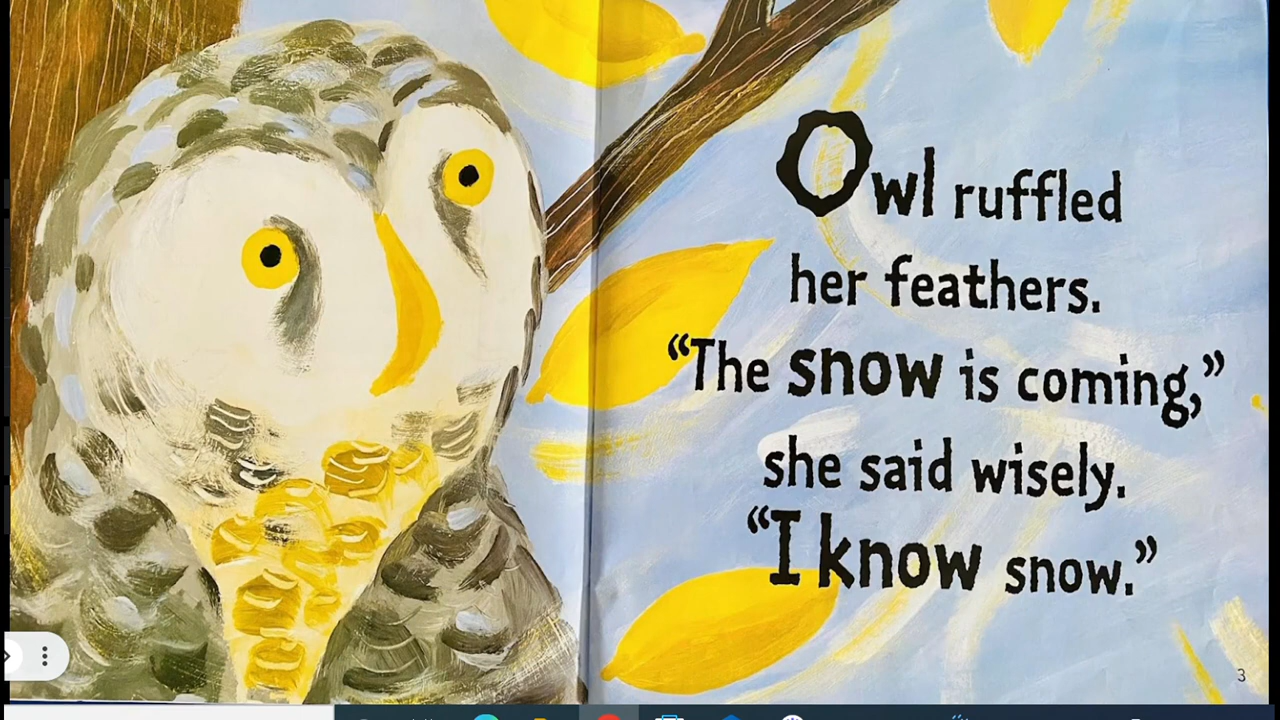 Owl ruffled
her feathers.
“The snow is coming,”
she said wisely.
“I know snow.”
3